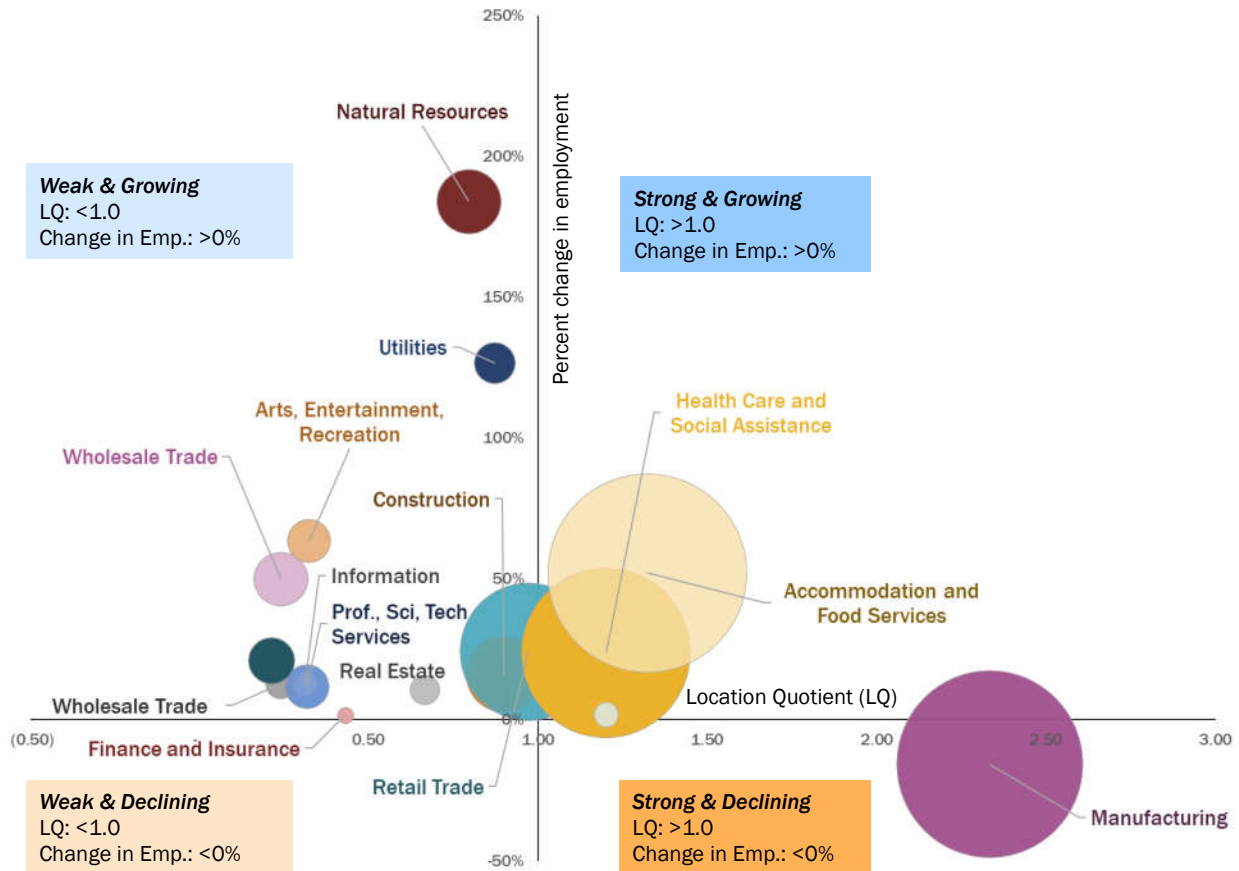 250%
Natural Resources
200%
Percent change in employment
Weak & Growing
LQ: <1.0
Change in Emp.: >0%
Strong & Growing
LQ: >1.0
Change in Emp.: >0%
150%
Utilities
Arts, Entertainment,
Recreation
100%
Health Care and
Social Assistance
Wholesale Trade
Construction
50%
Information
Accommodation and
Food Services
Prof., Sci, Tech
Services
Real Estate
Wholesale Trade
Location Quotient (LQ)
0%
(0.50)
0.50
1.00
1.50
2.00
2.50
3.00
Finance and Insurance
Retail Trade
Manufacturing
Weak & Declining
LQ: <1.0
Change in Emp.: <0%
Strong & Declining
LQ: >1.0
Change in Emp.: <0%
-50%